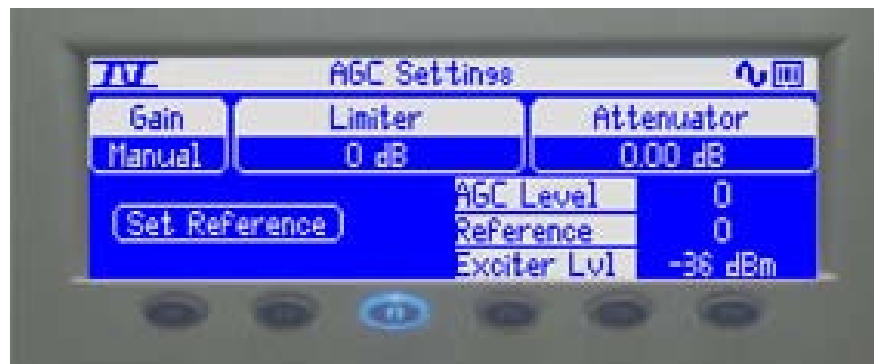 AGC Settings
Gain Limiter Attenuator
Manual 0 dB 0.00 dB
AGC Level 0
Set Reference
Reference 0
Exciter Lvl -36 dBm